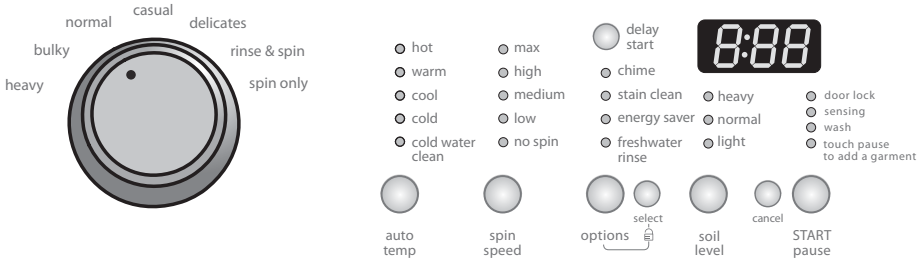 casual
normal
delicates
bulky
rinse & spin
heavy
spin only
hot
warm
cool
cold
cold water
clean
auto
temp
max
high
medium
low
no spin
spin
speed
delay
start
chime
stain clean
energy saver
freshwater
rinse
select
options
8:88
heavy
normal
light
soil
level
door lock
sensing
wash
touch pause
to add a garment
cancel
START
pause